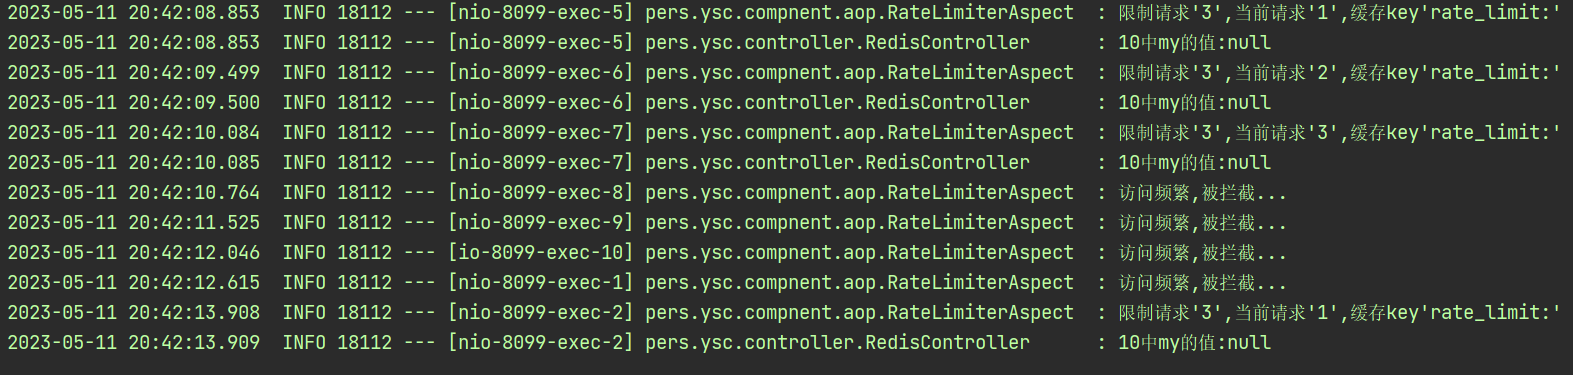 2023-05-11 20:42:08.853  INFO 18112 --- [nio-8099-exec-5] pers.ysc.compnent.aop.RateLimiterAspect  : 限制请求'3',当前请求'1',缓存key'rate_limit:'
2023-05-11 20:42:08.853  INFO 18112 --- [nio-8099-exec-5] pers.ysc.controller.RedisController      : 10中my的值:null
2023-05-11 20:42:09.499  INFO 18112 --- [nio-8099-exec-6] pers.ysc.compnent.aop.RateLimiterAspect  : 限制请求'3',当前请求'2',缓存key'rate_limit:'
2023-05-11 20:42:09.500  INFO 18112 --- [nio-8099-exec-6] pers.ysc.controller.RedisController      : 10中my的值:null
2023-05-11 20:42:10.084  INFO 18112 --- [nio-8099-exec-7] pers.ysc.compnent.aop.RateLimiterAspect  : 限制请求'3',当前请求'3',缓存key'rate_limit:'
2023-05-11 20:42:10.085  INFO 18112 --- [nio-8099-exec-7] pers.ysc.controller.RedisController      : 10中my的值:null
2023-05-11 20:42:10.764  INFO 18112 --- [nio-8099-exec-8] pers.ysc.compnent.aop.RateLimiterAspect  : 访问频繁,被拦截...
2023-05-11 20:42:11.525  INFO 18112 --- [nio-8099-exec-9] pers.ysc.compnent.aop.RateLimiterAspect  : 访问频繁,被拦截...
2023-05-11 20:42:12.046  INFO 18112 --- [io-8099-exec-10] pers.ysc.compnent.aop.RateLimiterAspect  : 访问频繁,被拦截...
2023-05-11 20:42:12.615  INFO 18112 --- [nio-8099-exec-1] pers.ysc.compnent.aop.RateLimiterAspect  : 访问频繁,被拦截...
2023-05-11 20:42:13.908  INFO 18112 --- [nio-8099-exec-2] pers.ysc.compnent.aop.RateLimiterAspect  : 限制请求'3',当前请求'1',缓存key'rate_limit:'
2023-05-11 20:42:13.909  INFO 18112 --- [nio-8099-exec-2] pers.ysc.controller.RedisController      : 10中my的值:null